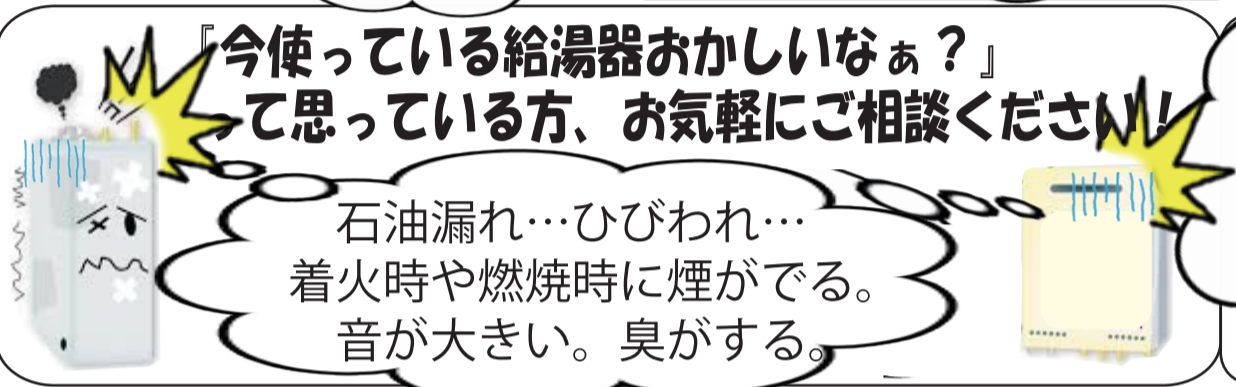 『今使っている給湯器おかしいなぁ？』
って思っている方、お気軽にご相談ください！
石油漏れ…ひびわれ…
着火時や燃焼時に煙がでる。
音が大きい。臭がする。